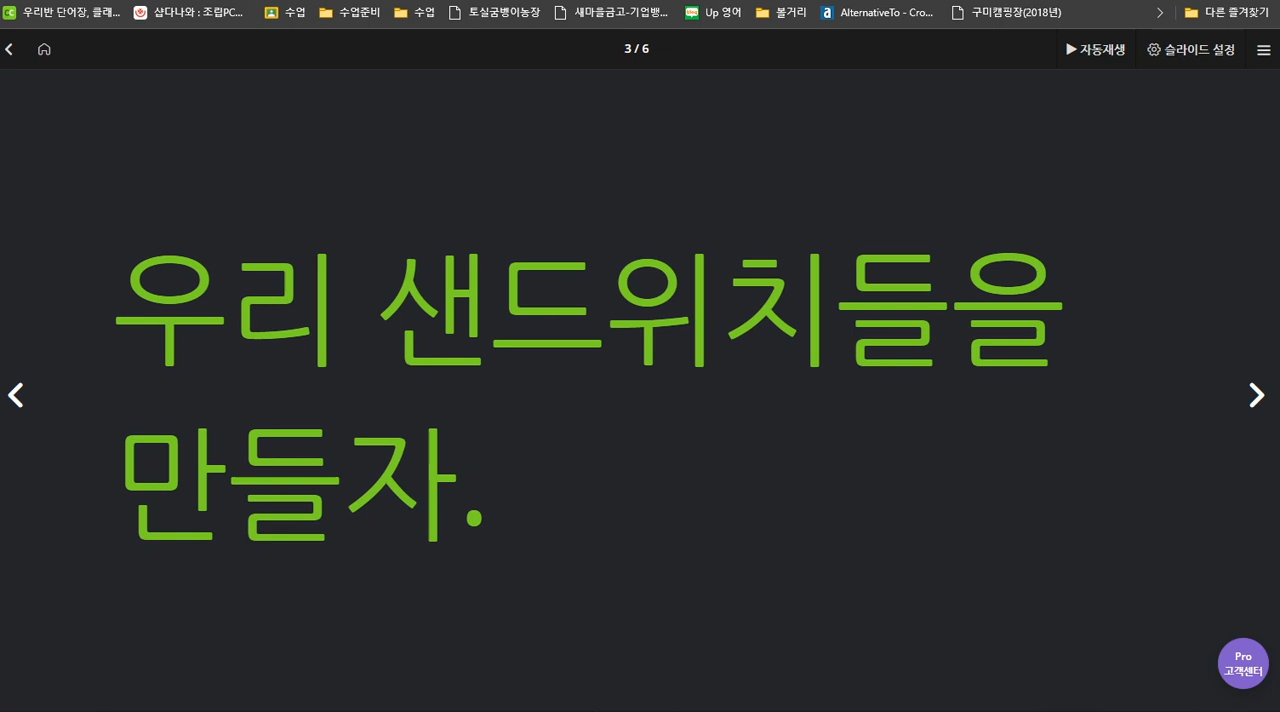 우리반 단어장, 클래... 샵다나와 : 조립PC... 수업 수업준비 수업 토실굼벵이농장 새마을금고-기업뱅... Up 영어 볼거리 AlternativeTo - Cro... 구미캠핑장(2018년) 다른 즐겨찾기
3 / 6 자동재생 슬라이드 설정
우리 샌드위치들을
만들자.
Pro
고객센터